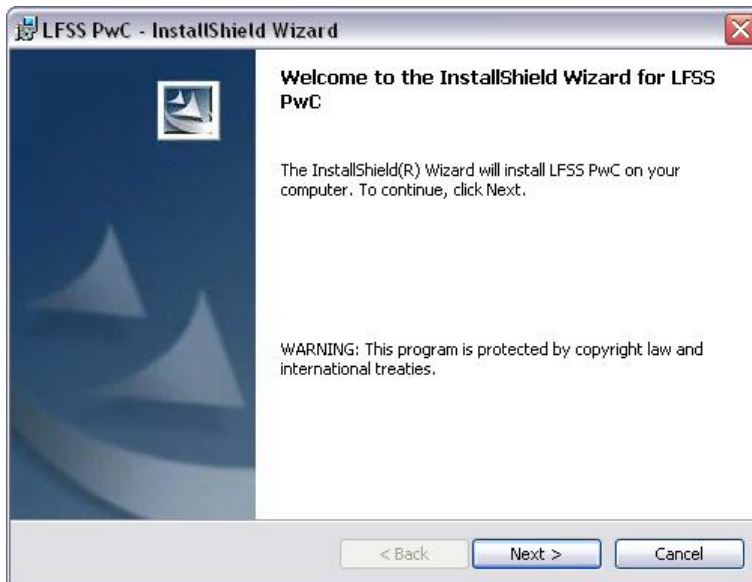 LFSS PwC - InstallShield Wizard
Welcome to the InstallShield Wizard for LFSS
PwC
The InstallShield(R) Wizard will install LFSS PwC on your
computer. To continue, click Next.
WARNING: This program is protected by copyright law and
international treaties.
< Back Next > Cancel